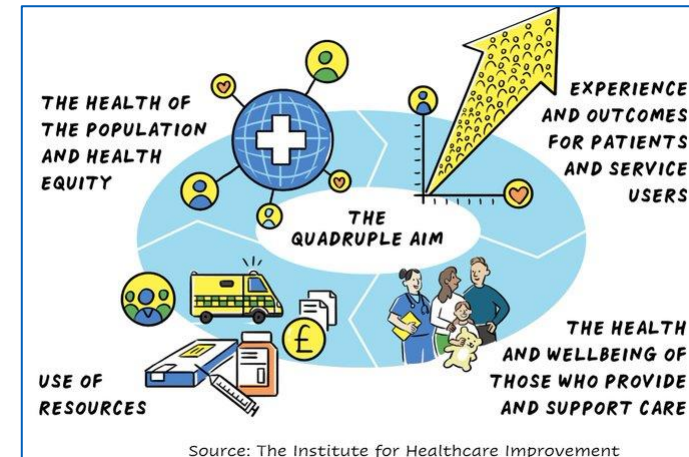 THE HEALTH OF
THE POPULATION
AND HEALTH
EQUITY
EXPERIENCE
AND OUTCOMES
FOR PATIENTS
AND SERVICE
USERS
THE
QUADRUPLE AIM
£
USE OF
RESOURCES
THE HEALTH
AND WELLBEING OF
THOSE WHO PROVIDE
AND SUPPORT CARE
Source: The Institute for Healthcare Improvement